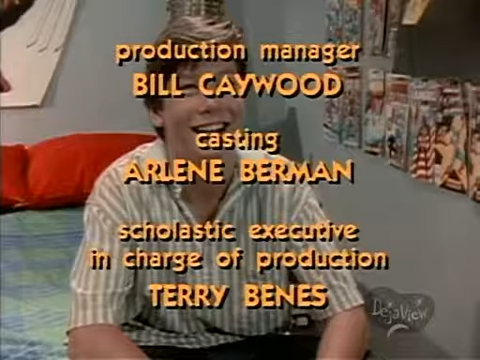 production manager
BILL CAYWOOD
casting
ARLENE BERMAN
scholastic executive
in charge of production
TERRY BENES
DejaView